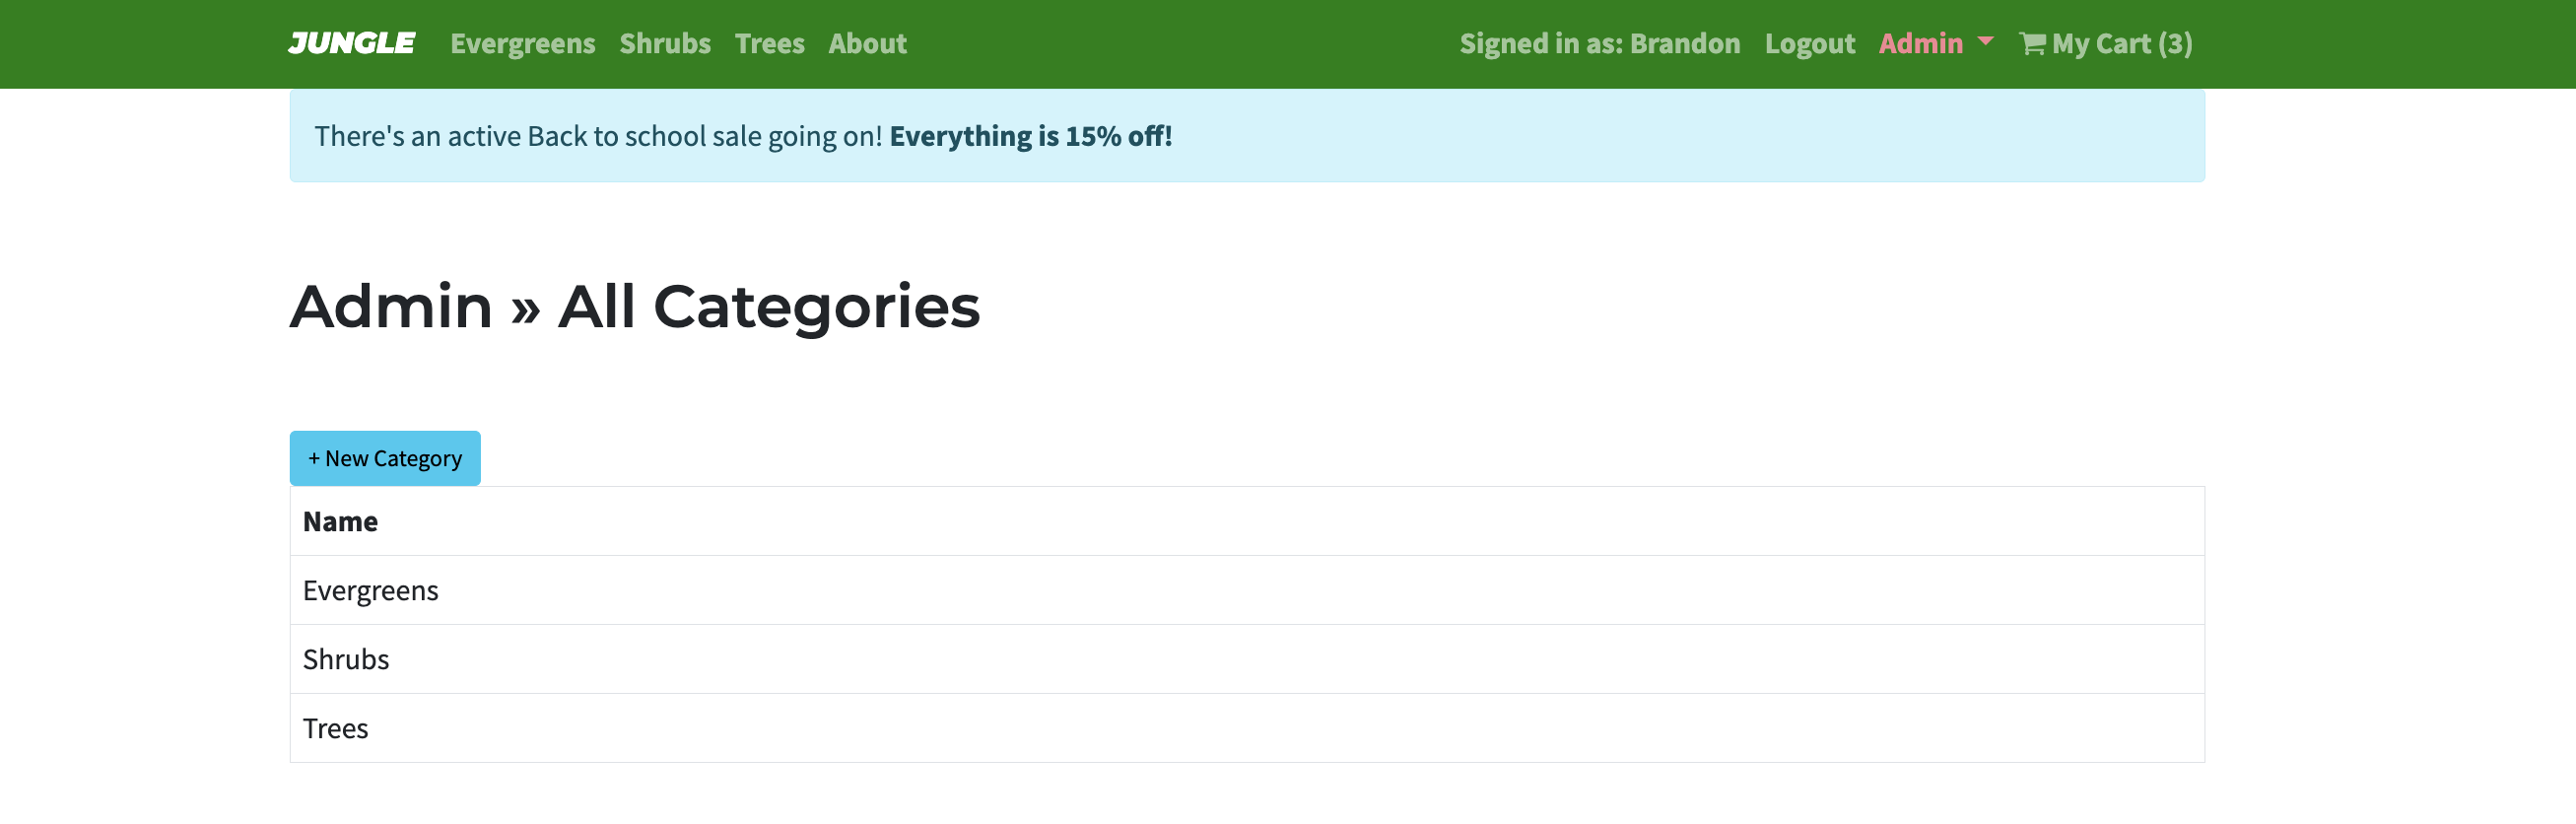 JUNGLE Evergreens Shrubs Trees About Signed in as: Brandon Logout Admin My Cart (3)
There's an active Back to school sale going on! Everything is 15% off!
Admin » All Categories
+ New Category
Name
Evergreens
Shrubs
Trees